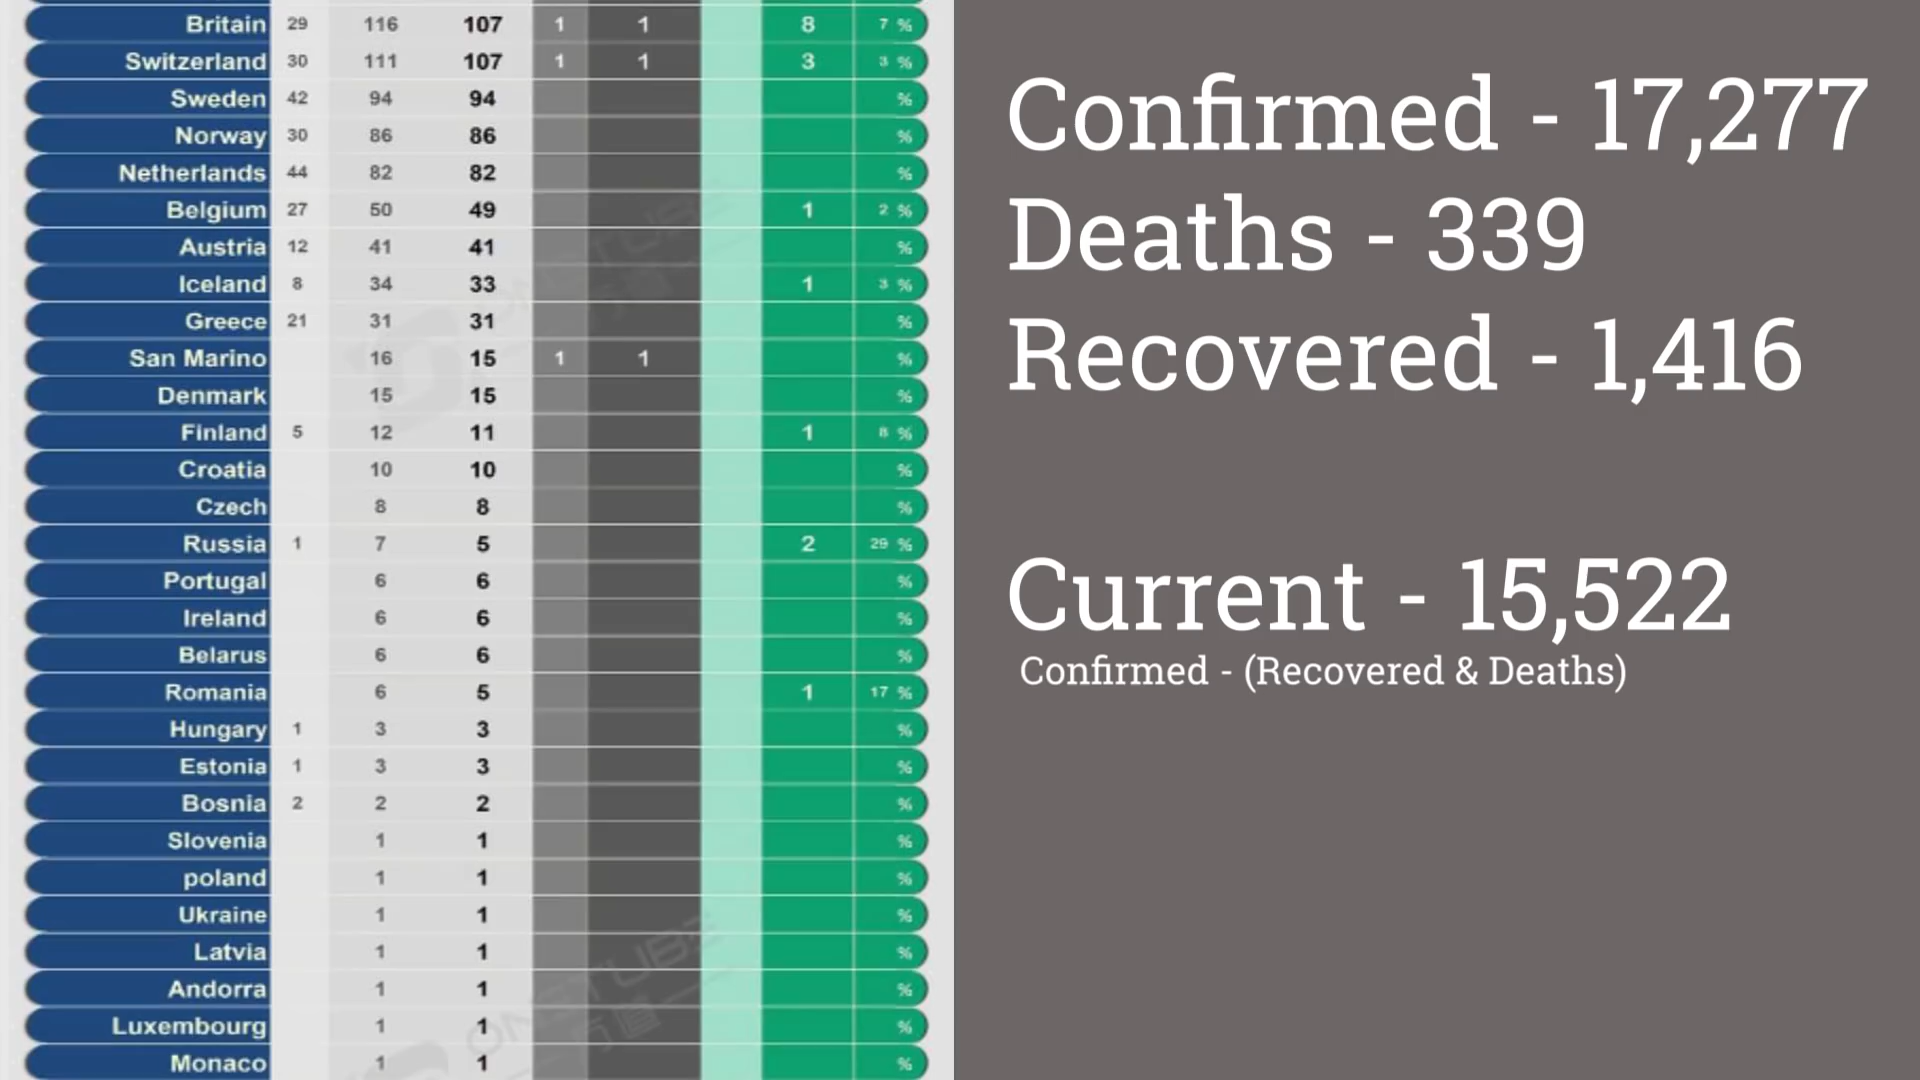 Britain 29 116 107 1 1 8 7 %
Switzerland 30 111 107 1 1 3 3 %
Sweden 42 94 94 %
Norway 30 86 86 %
Netherlands 44 82 82 %
Belgium 27 50 49 1 2 %
Austria 12 41 41 %
Iceland 8 34 33 1 3 %
Greece 21 31 31 %
San Marino 16 15 1 1 %
Denmark 15 15 %
Finland 5 12 11 1 8 %
Croatia 10 10 %
Czech 8 8 %
Russia 1 7 5 2 29 %
Portugal 6 6 %
Ireland 6 6 %
Belarus 6 6 %
Romania 6 5 1 17 %
Hungary 1 3 3 %
Estonia 1 3 3 %
Bosnia 2 2 2 %
Slovenia 1 1 %
poland 1 1 %
Ukraine 1 1 %
Latvia 1 1 %
Andorra 1 1 %
Luxembourg 1 1 %
Monaco 1 1 %
Confirmed - 17,277
Deaths - 339
Recovered - 1,416
Current - 15,522
Confirmed - (Recovered & Deaths)